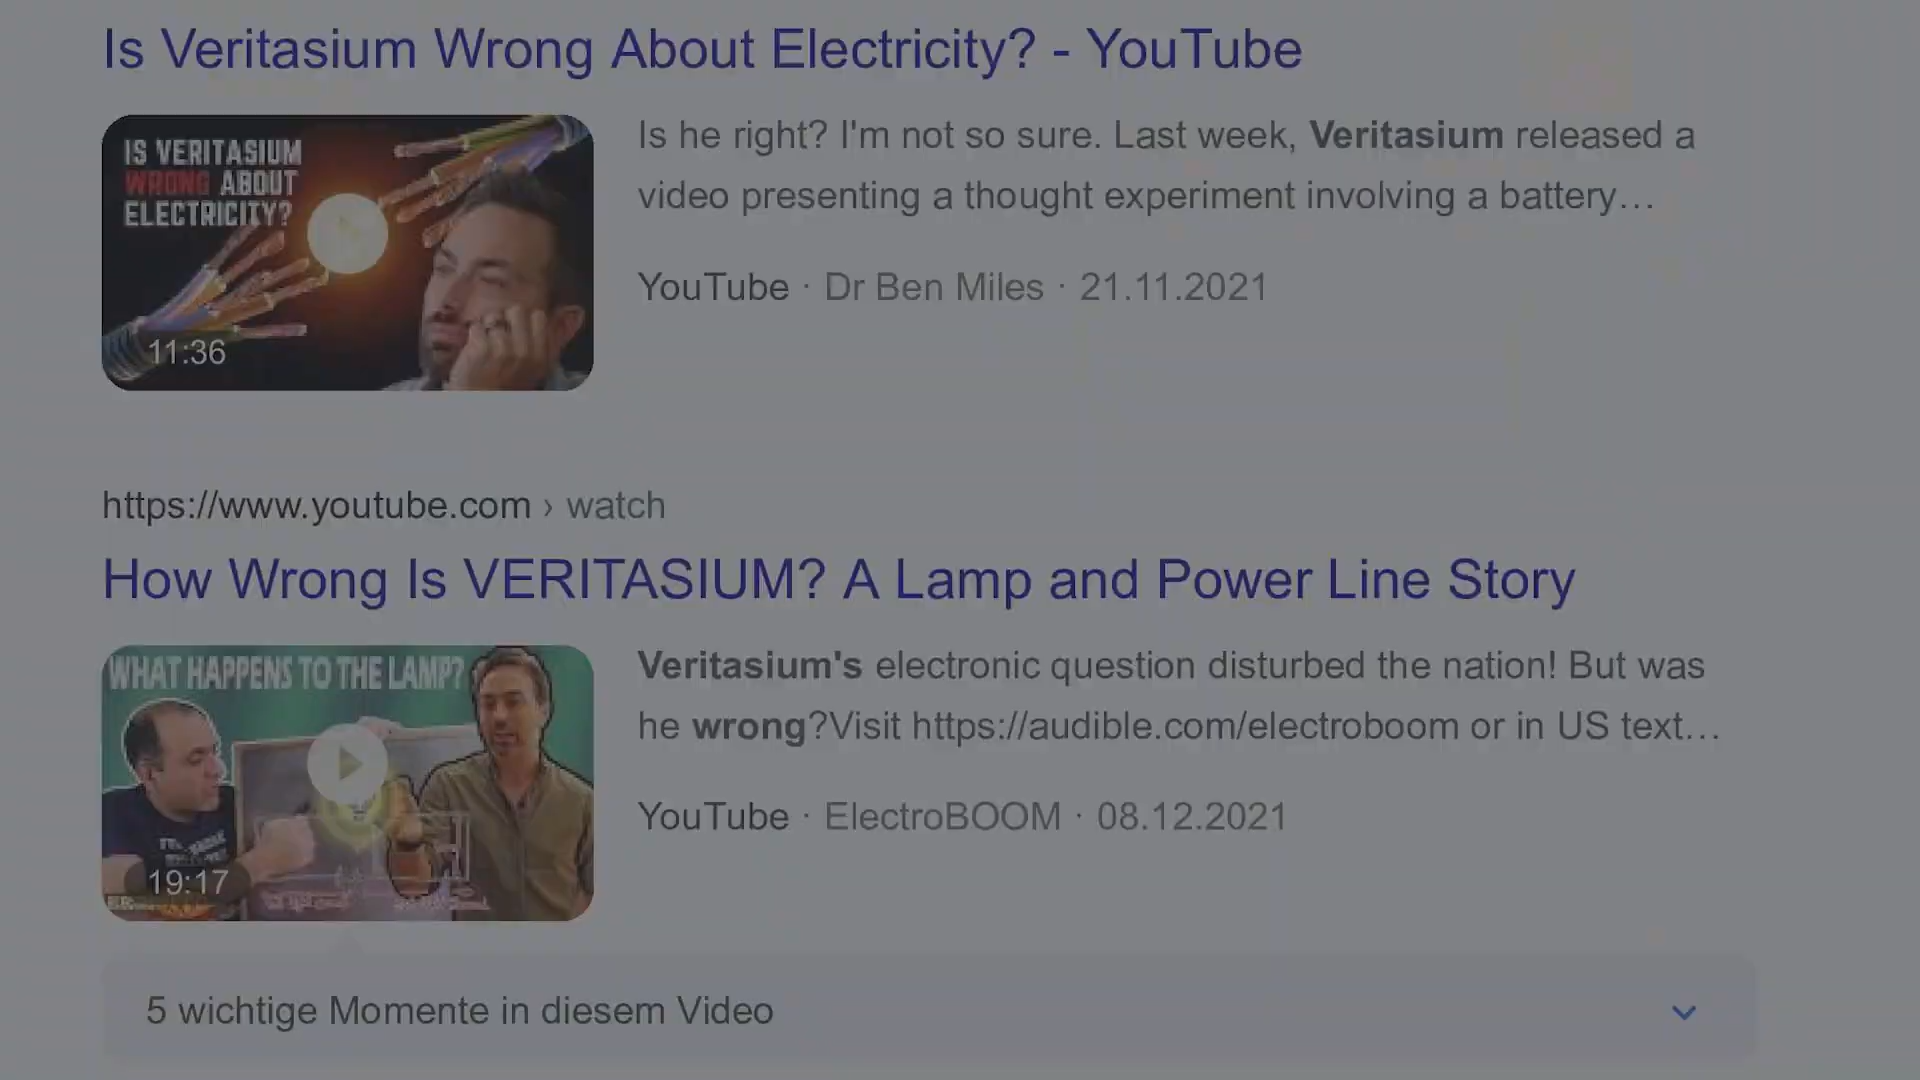 Is Veritasium Wrong About Electricity? - YouTube
IS VERITASIUM
WRONG ABOUT
ELECTRICITY?
11:36
Is he right? I'm not so sure. Last week, Veritasium released a
video presenting a thought experiment involving a battery…
YouTube · Dr Ben Miles · 21.11.2021
https://www.youtube.com › watch
How Wrong Is VERITASIUM? A Lamp and Power Line Story
WHAT HAPPENS TO THE LAMP?
19:17
Veritasium's electronic question disturbed the nation! But was
he wrong?Visit https://audible.com/electroboom or in US text…
YouTube · ElectroBOOM · 08.12.2021
5 wichtige Momente in diesem Video